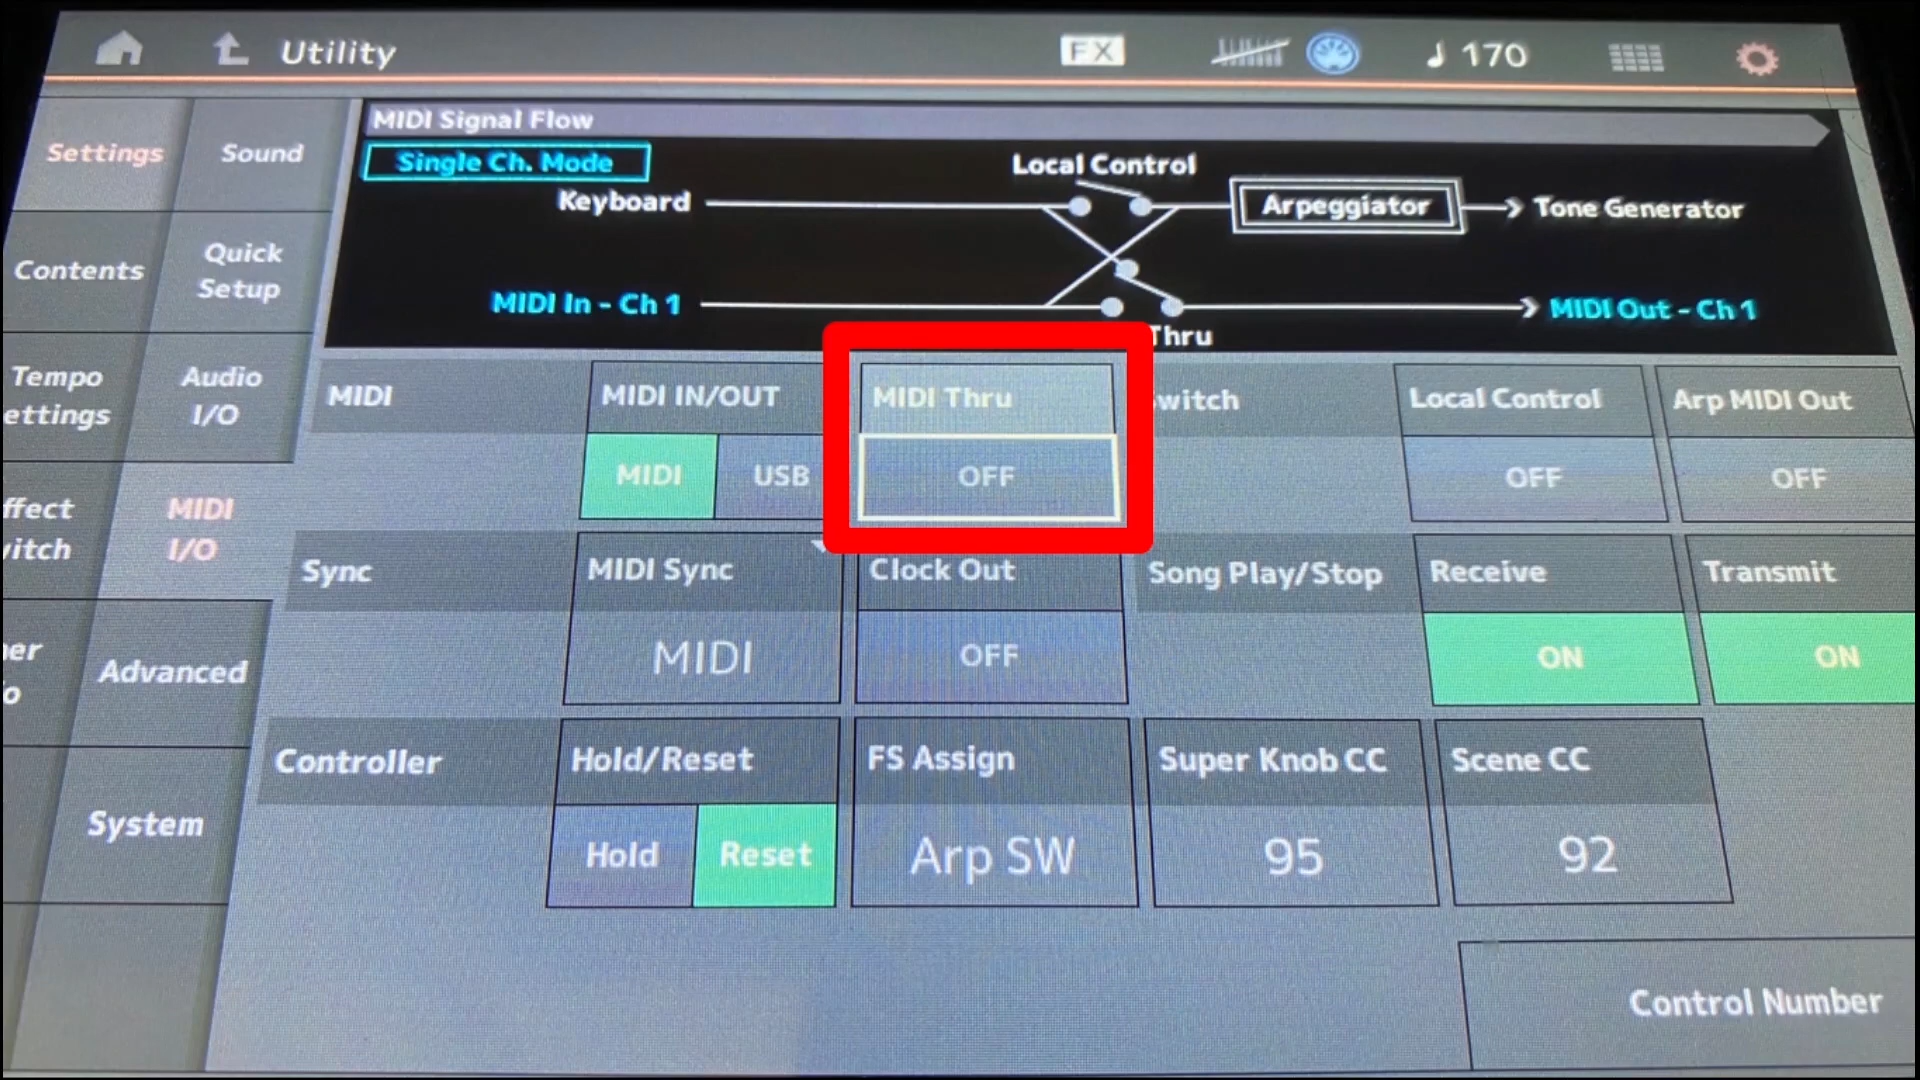 Utility
FX
170
Settings
Sound
Contents
Quick
Setup
Tempo
ettings
Audio
I/O
ffect
witch
MIDI
I/O
er
o
Advanced
System
MIDI Signal Flow
Single Ch. Mode
Local Control
Keyboard
Arpeggiator
Tone Generator
MIDI In - Ch 1
MIDI Out - Ch 1
Thru
MIDI
MIDI IN/OUT
MIDI Thru
witch
Local Control
Arp MIDI Out
MIDI
USB
OFF
OFF
OFF
Sync
MIDI Sync
Clock Out
Song Play/Stop
Receive
Transmit
MIDI
OFF
ON
ON
Controller
Hold/Reset
FS Assign
Super Knob CC
Scene CC
Hold
Reset
Arp SW
95
92
Control Number